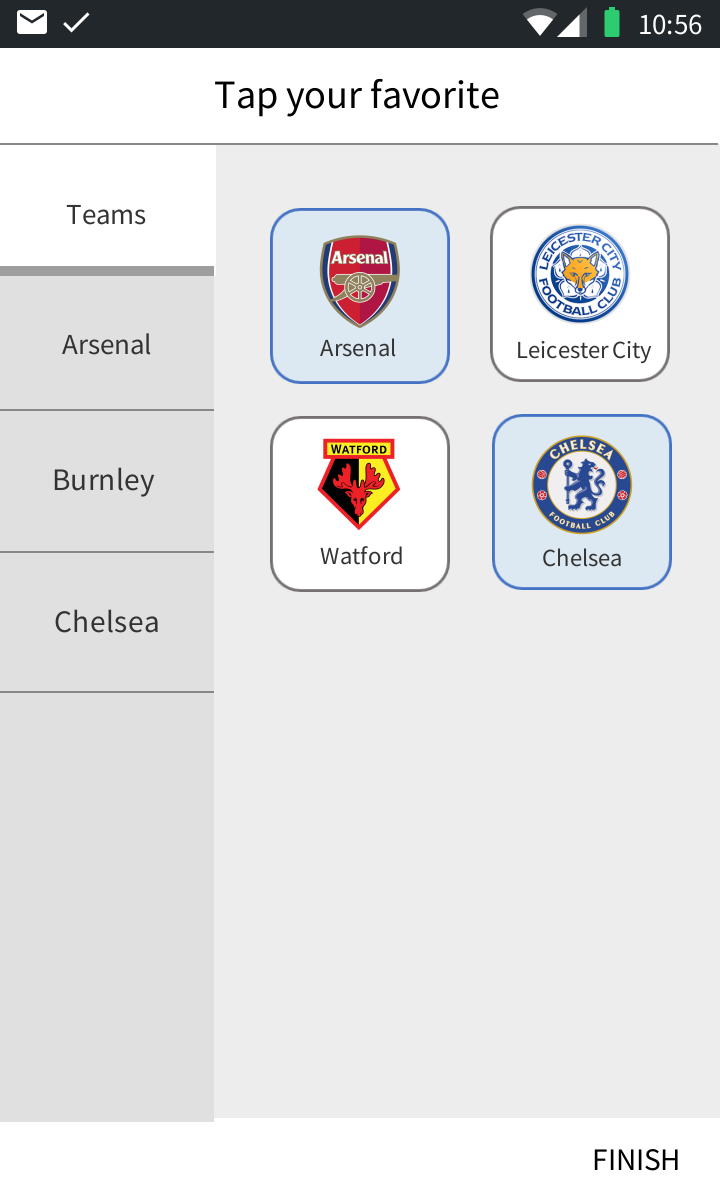 10:56
Tap your favorite
Teams
Arsenal
Burnley
Chelsea
Arsenal
Arsenal
LEICESTER CITY
FOOTBALL CLUB
Leicester City
WATFORD
Watford
CHELSEA
FOOTBALL CLUB
Chelsea
FINISH